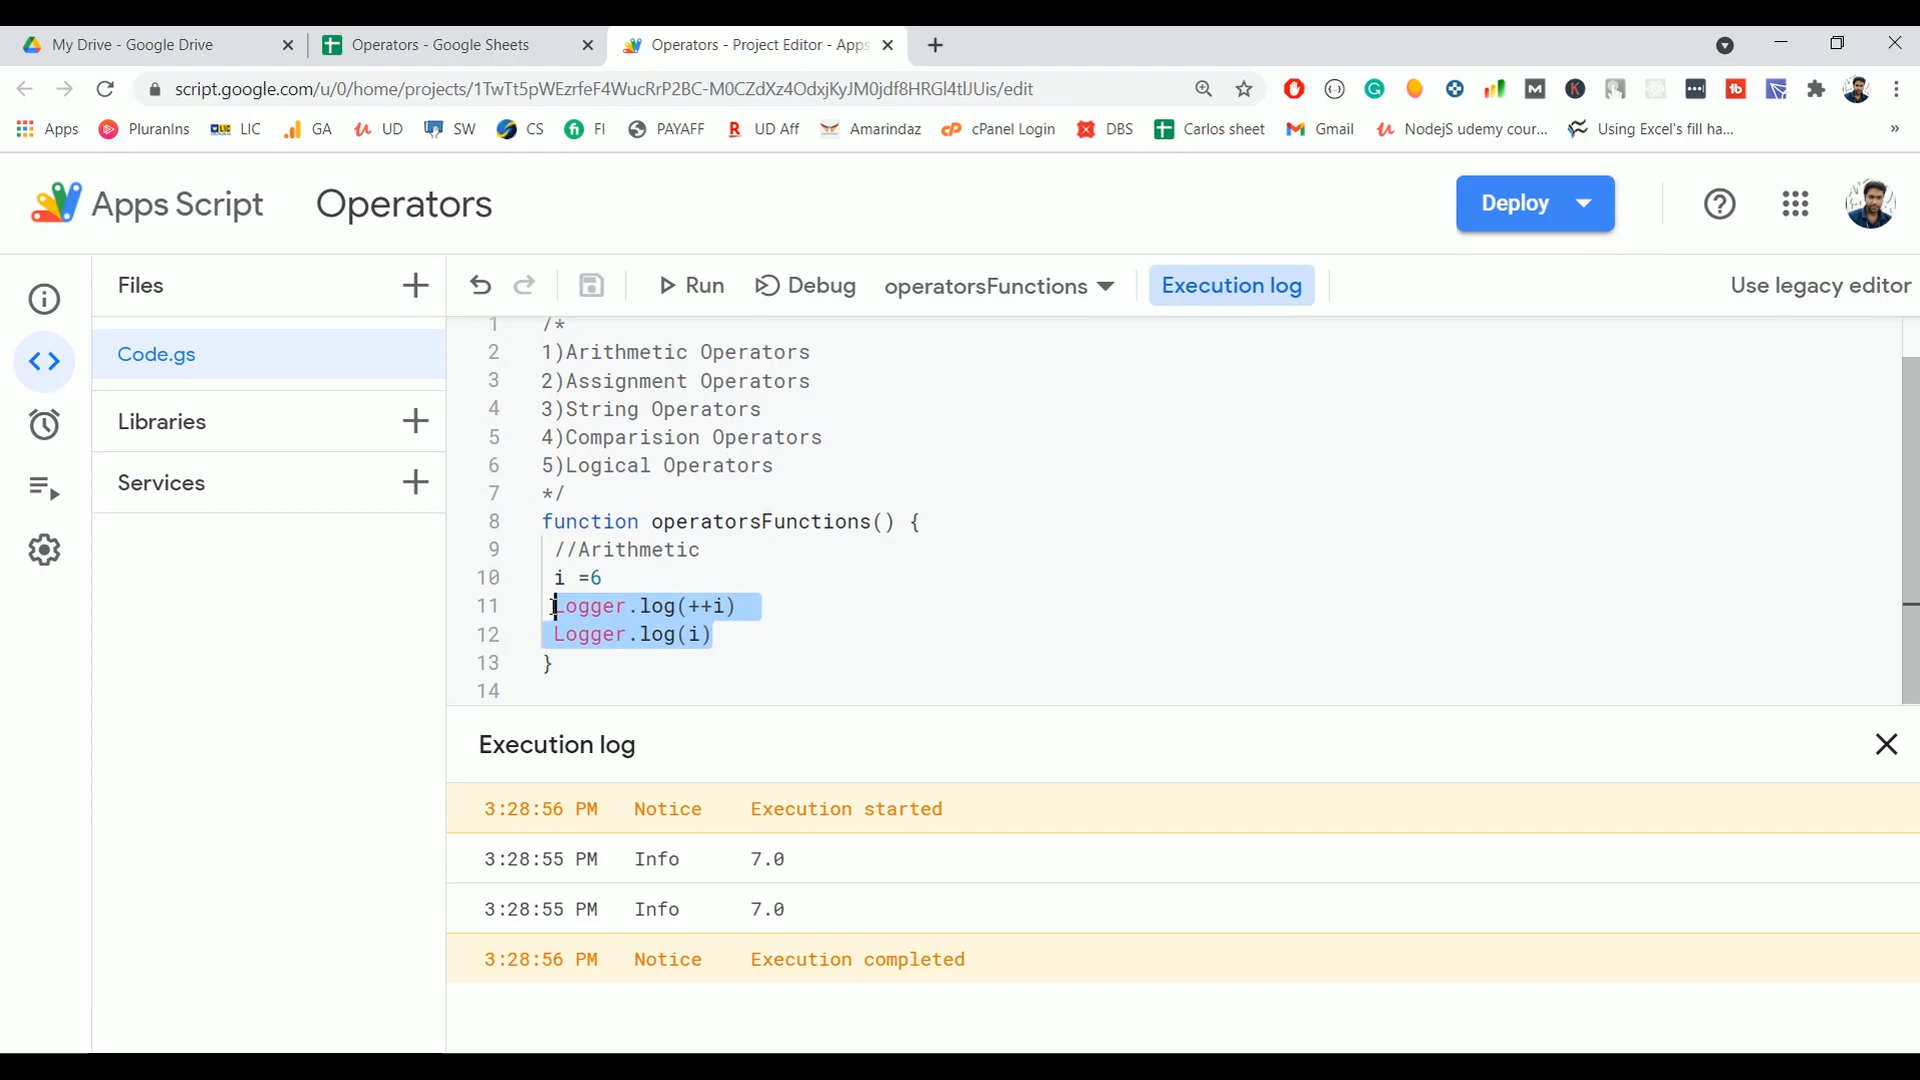 My Drive - Google Drive
Operators - Google Sheets
Operators - Project Editor - Apps
script.google.com/u/0/home/projects/1TwTt5pWEzrfeF4WucRrP2BC-M0CZdXz4OdxjKyJM0jdf8HRGl4tlJUis/edit
Apps PluranIns LIC GA UD SW CS FI PAYAFF UD Aff Amarindaz cPanel Login DBS Carlos sheet Gmail NodejS udemy cour... Using Excel's fill ha... »
Apps Script Operators Deploy
Files Run Debug operatorsFunctions Execution log Use legacy editor
Code.gs
Libraries
Services
1 /*
2 1)Arithmetic Operators
3 2)Assignment Operators
4 3)String Operators
5 4)Comparision Operators
6 5)Logical Operators
7 */
8 function operatorsFunctions() {
9 //Arithmetic
10 i =6
11 Logger.log(++i)
12 Logger.log(i)
13 }
14
Execution log
3:28:56 PM Notice Execution started
3:28:55 PM Info 7.0
3:28:55 PM Info 7.0
3:28:56 PM Notice Execution completed